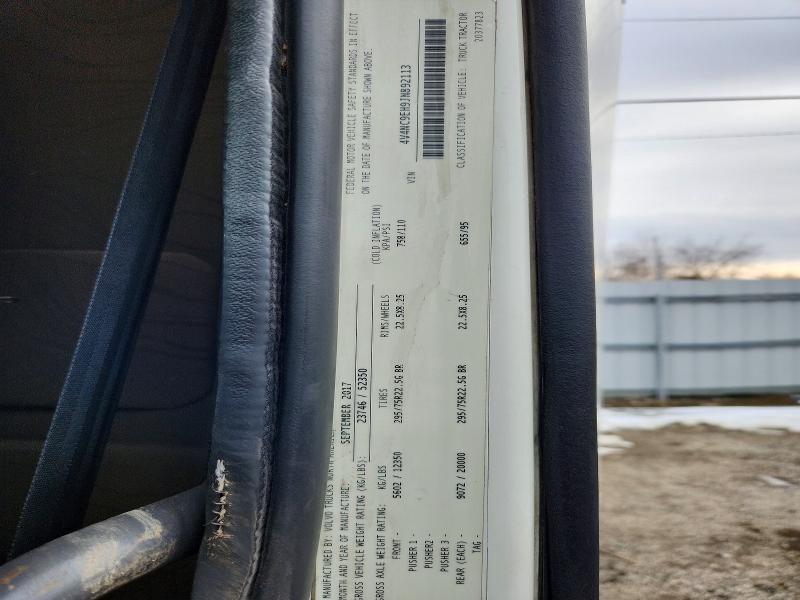 MANUFACTURED BY: VOLVO TRUCKS NORTH AMERICA
MONTH AND YEAR OF MANUFACTURE: SEPTEMBER 2017
GROSS VEHICLE WEIGHT RATING (KG/LBS): 23746 / 52350
GROSS AXLE WEIGHT RATING: KG/LBS TIRES RIMS/WHEELS (COLD INFLATION) KPA/PSI
FRONT - 5602 / 12350 295/75R22.5G BR 22.5X8.25 758/110
PUSHER 1 -
PUSHER2 -
PUSHER 3 -
REAR (EACH) - 9072 / 20000 295/75R22.5G BR 22.5X8.25 655/95
TAG -
FEDERAL MOTOR VEHICLE SAFETY STANDARDS IN EFFECT
ON THE DATE OF MANUFACTURE SHOWN ABOVE.
VIN 4V4NC9EH9JN892113
CLASSIFICATION OF VEHICLE: TRUCK TRACTOR
20377823